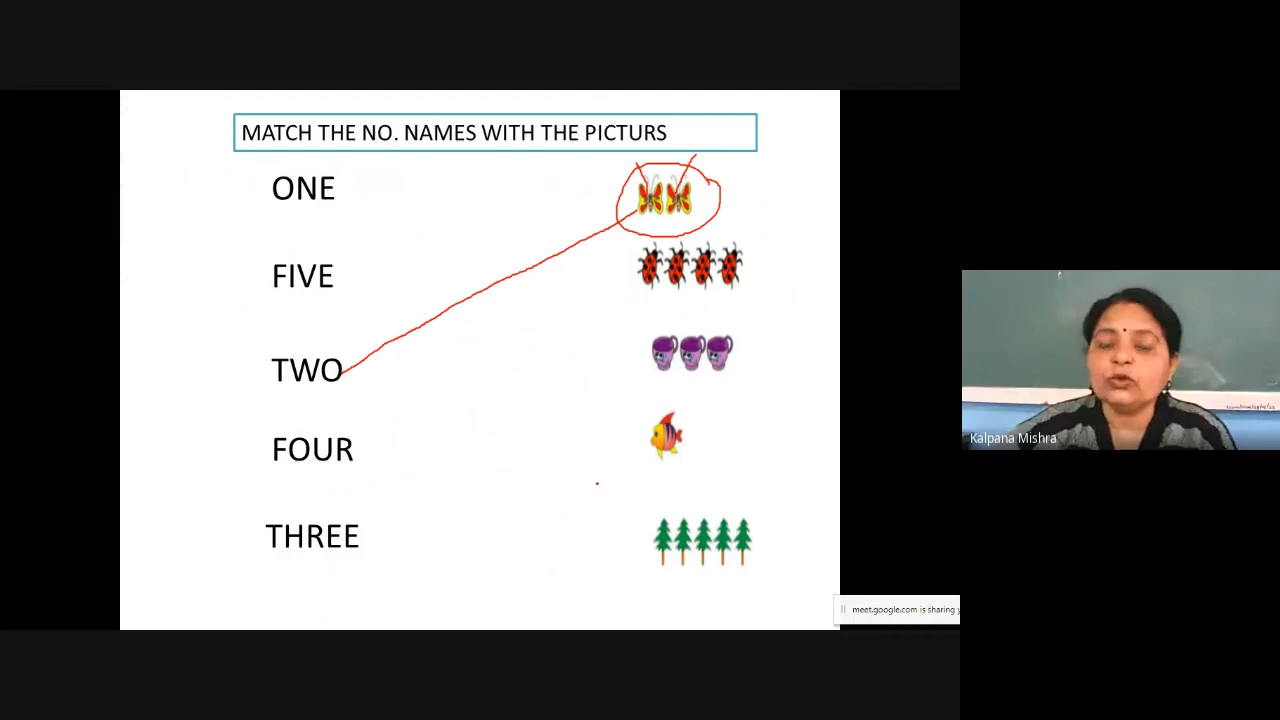 MATCH THE NO. NAMES WITH THE PICTURS
ONE
FIVE
TWO
FOUR
THREE
Kalpana Mishra
meet.google.com is sharing y